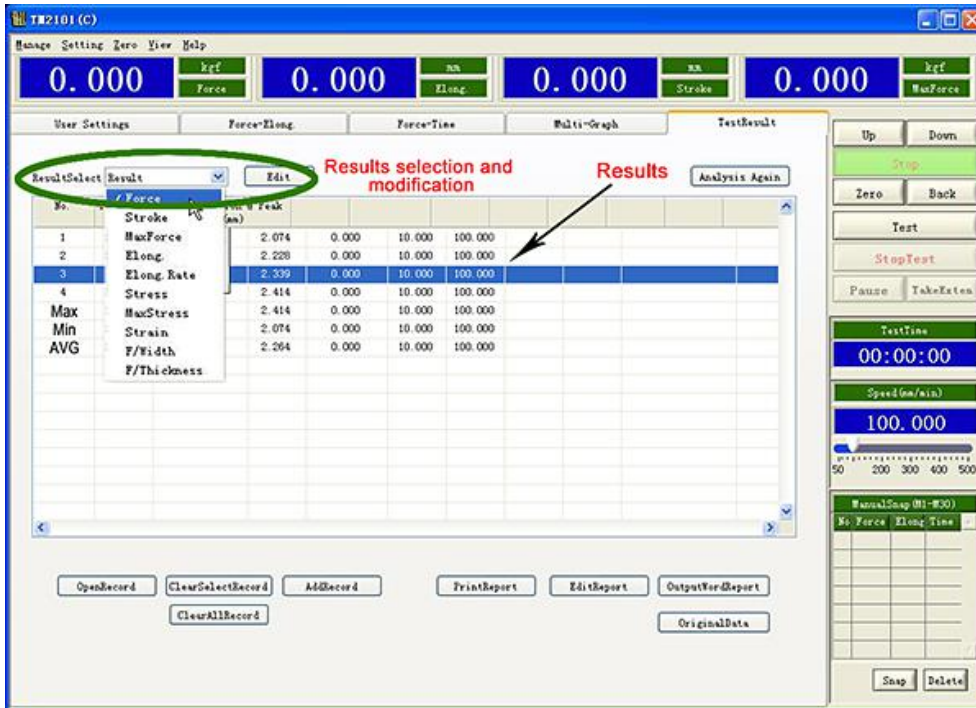 TM2101(C)
Manage Setting Zero View Help
0.000 kgf Force 0.000 mm Elong. 0.000 mm Stroke 0.000 kgf MaxForce
User Settings Force-Elong. Force-Time Multi-Graph TestResult
ResultSelect Result Edit
Results selection and
modification
Results
Analysis Again
No. @ Peak
(mm)
1 2.074 0.000 10.000 100.000
2 2.228 0.000 10.000 100.000
3 2.339 0.000 10.000 100.000
4 2.414 0.000 10.000 100.000
Max 2.414 0.000 10.000 100.000
Min 2.074 0.000 10.000 100.000
AVG 2.264 0.000 10.000 100.000
Force
Stroke
MaxForce
Elong.
Elong.Rate
Stress
MaxStress
Strain
F/Width
F/Thickness
OpenRecord ClearSelectRecord AddRecord PrintReport EditReport OutputWordReport
ClearAllRecord OriginalData
Up Down
Stop
Zero Back
Test
StopTest
Pause TakeExten
TestTime
00:00:00
Speed(mm/min)
100.000
50 200 300 400 500
ManualSnap(M1-M30)
No Force Elong Time
Snap Delete